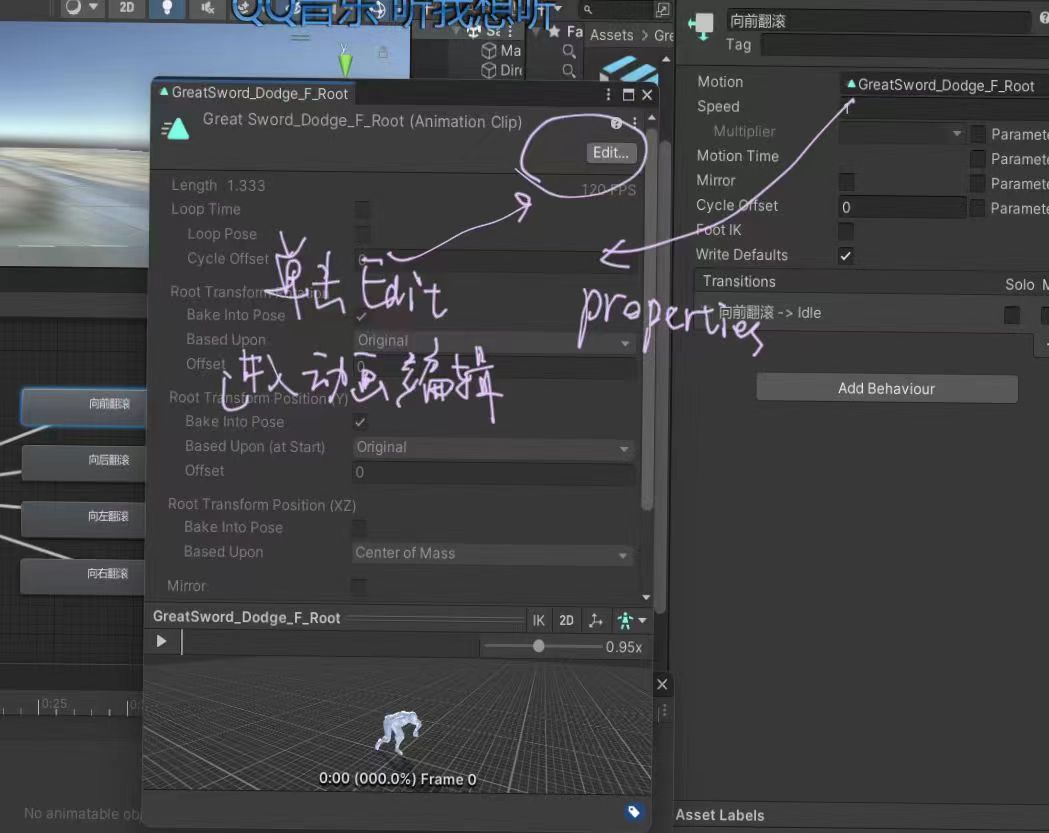 2D
QQ音乐 听我想听
Fa
Ma
Dire
Assets > Gre
向前翻滚
Tag
GreatSword_Dodge_F_Root
Great Sword_Dodge_F_Root (Animation Clip)
Edit...
Length 1.333
120 FPS
Loop Time
Loop Pose
Cycle Offset 0
Root Transform Rotation
Bake Into Pose
Based Upon Original
Offset 0
Root Transform Position (Y)
Bake Into Pose
Based Upon (at Start) Original
Offset 0
Root Transform Position (XZ)
Bake Into Pose
Based Upon Center of Mass
Mirror
单击 Edit
进入动画编辑
properties
Motion GreatSword_Dodge_F_Root
Speed 1
Multiplier Paramete
Motion Time Paramete
Mirror Paramete
Cycle Offset 0 Paramete
Foot IK
Write Defaults
Transitions
Solo M
向前翻滚 -> Idle
Add Behaviour
向前翻滚
向后翻滚
向左翻滚
向右翻滚
GreatSword_Dodge_F_Root IK 2D
0.95x
0:25
0:
0:00 (000.0%) Frame 0
No animatable ob
Asset Labels